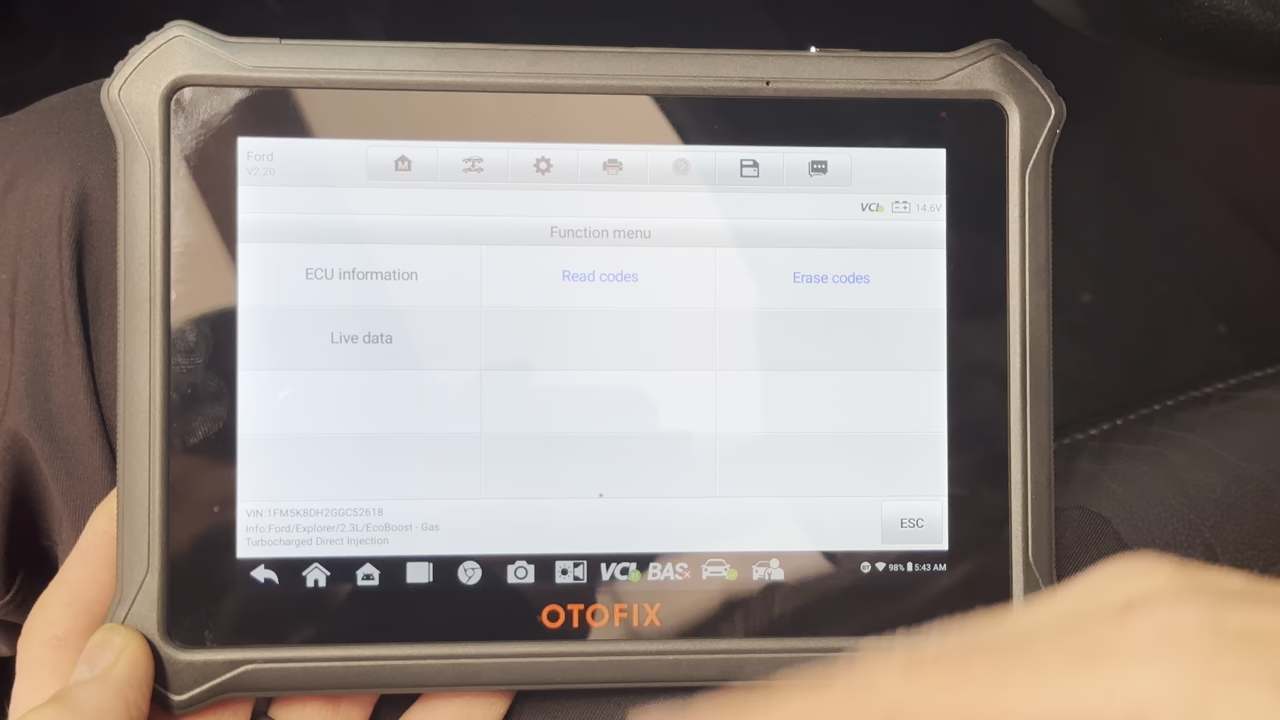 Ford
V2.20
M
VCI 14.6V
Function menu
ECU information Read codes Erase codes
Live data
VIN:1FM5K8DH2GGC52618
Info:Ford/Explorer/2.3L/EcoBoost - Gas
Turbocharged Direct Injection
ESC
VCI BAS 98% 5:43 AM
OTOFIX